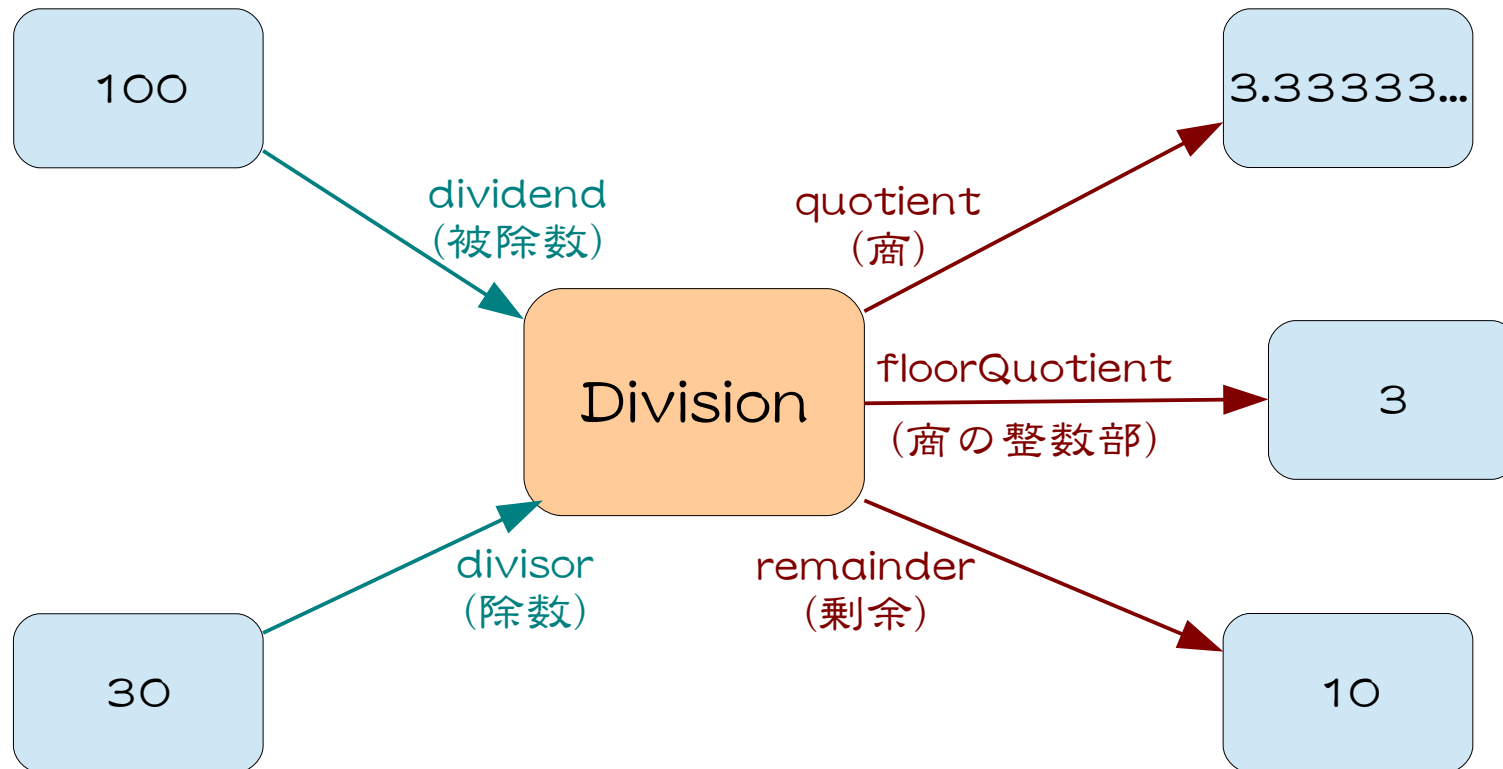 100
3.33333...
dividend
(被除数)
quotient
(商)
Division
floorQuotient
(商の整数部)
3
divisor
(除数)
remainder
(剰余)
30
10